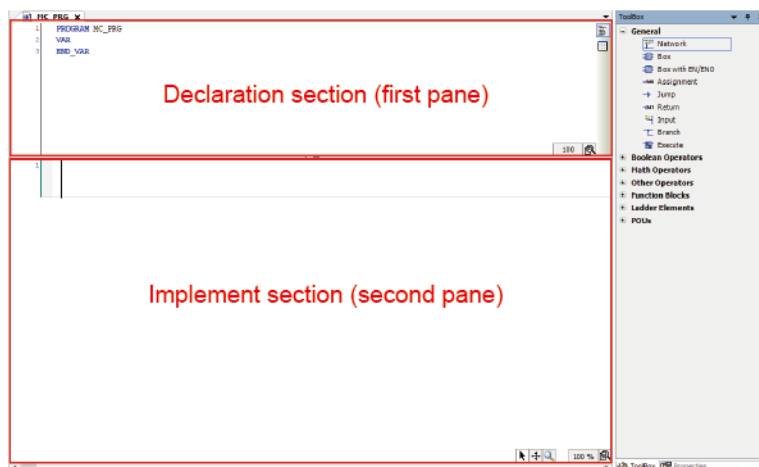 MC_PRG X
ToolBox
1 PROGRAM MC_PRG
2 VAR
3 END_VAR
Declaration section (first pane)
100
General
Network
Box
Box with EN/ENO
Assignment
Jump
Return
Input
Branch
Execute
Boolean Operators
Math Operators
Other Operators
Function Blocks
Ladder Elements
POUs
1
Implement section (second pane)
100 %
ToolBox
Properties